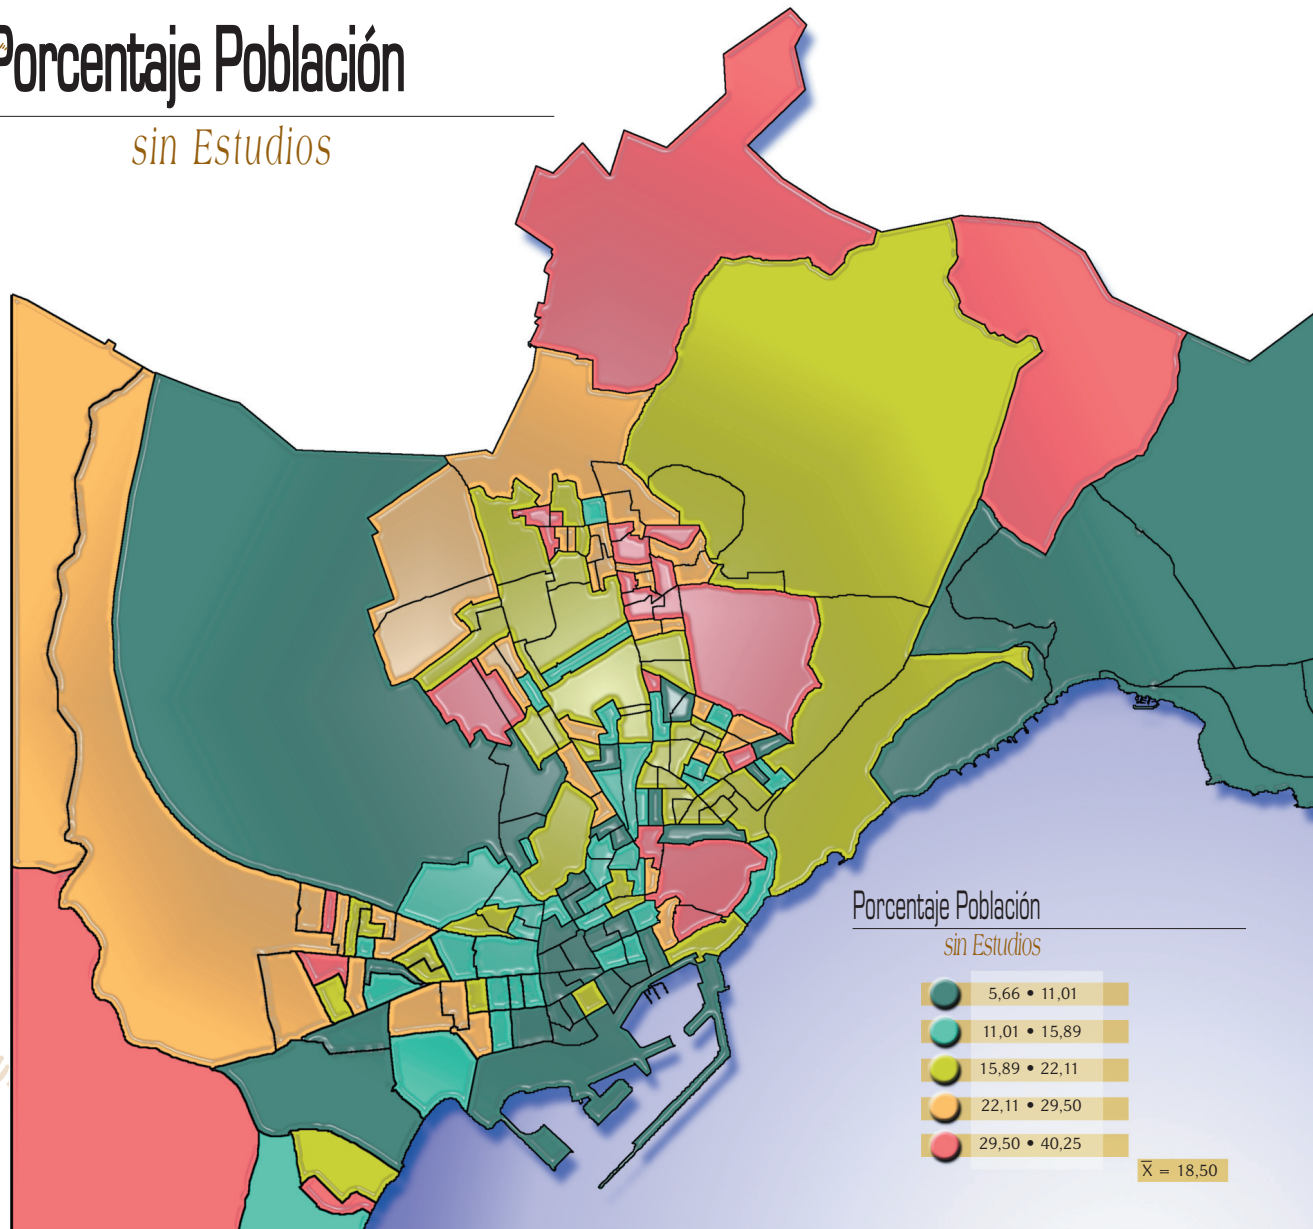 Porcentaje Población
sin Estudios
Porcentaje Población
sin Estudios
5,66 • 11,01
11,01 • 15,89
15,89 • 22,11
22,11 • 29,50
29,50 • 40,25
X̅ = 18,50